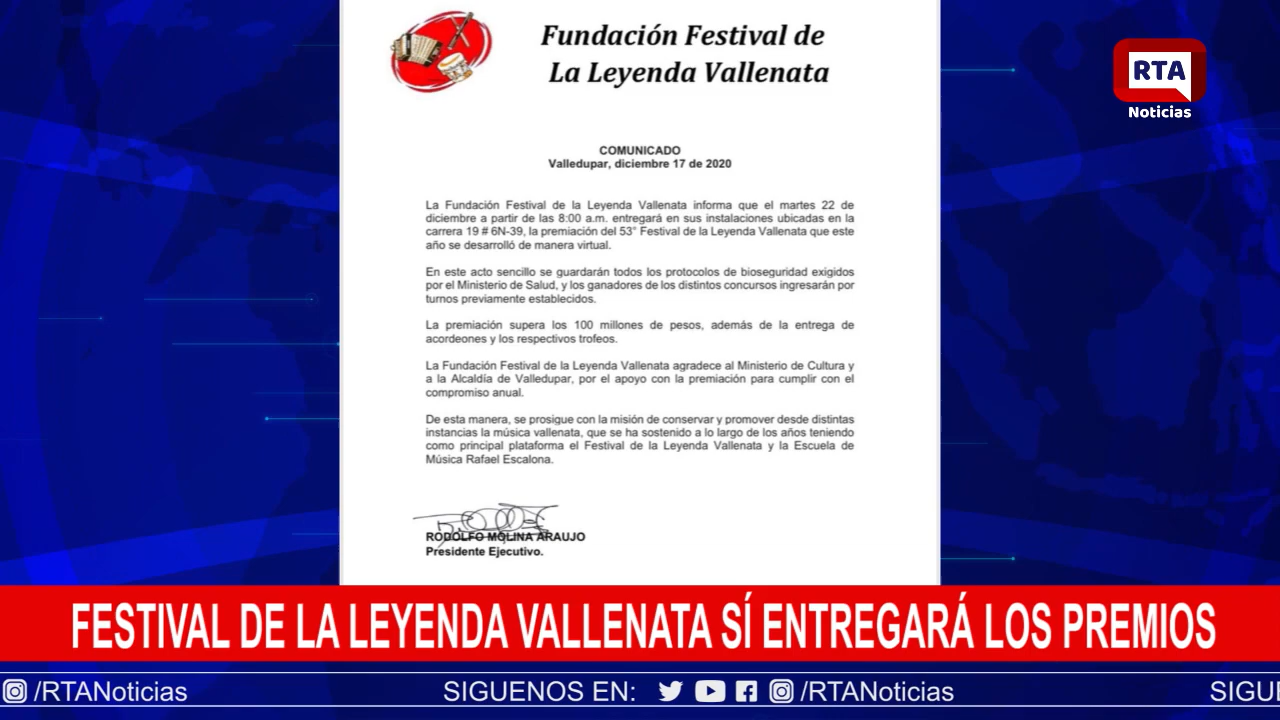 Fundación Festival de
La Leyenda Vallenata
RTA
Noticias
COMUNICADO
Valledupar, diciembre 17 de 2020
La Fundación Festival de la Leyenda Vallenata informa que el martes 22 de
diciembre a partir de las 8:00 a.m. entregará en sus instalaciones ubicadas en la
carrera 19 # 6N-39, la premiación del 53° Festival de la Leyenda Vallenata que este
año se desarrolló de manera virtual.
En este acto sencillo se guardarán todos los protocolos de bioseguridad exigidos
por el Ministerio de Salud, y los ganadores de los distintos concursos ingresarán por
turnos previamente establecidos.
La premiación supera los 100 millones de pesos, además de la entrega de
acordeones y los respectivos trofeos.
La Fundación Festival de la Leyenda Vallenata agradece al Ministerio de Cultura y
a la Alcaldía de Valledupar, por el apoyo con la premiación para cumplir con el
compromiso anual.
De esta manera, se prosigue con la misión de conservar y promover desde distintas
instancias la música vallenata, que se ha sostenido a lo largo de los años teniendo
como principal plataforma el Festival de la Leyenda Vallenata y la Escuela de
Música Rafael Escalona.
RODOLFO MOLINA ARAUJO
Presidente Ejecutivo.
FESTIVAL DE LA LEYENDA VALLENATA SÍ ENTREGARÁ LOS PREMIOS
/RTANoticias SIGUENOS EN: /RTANoticias SIGUE